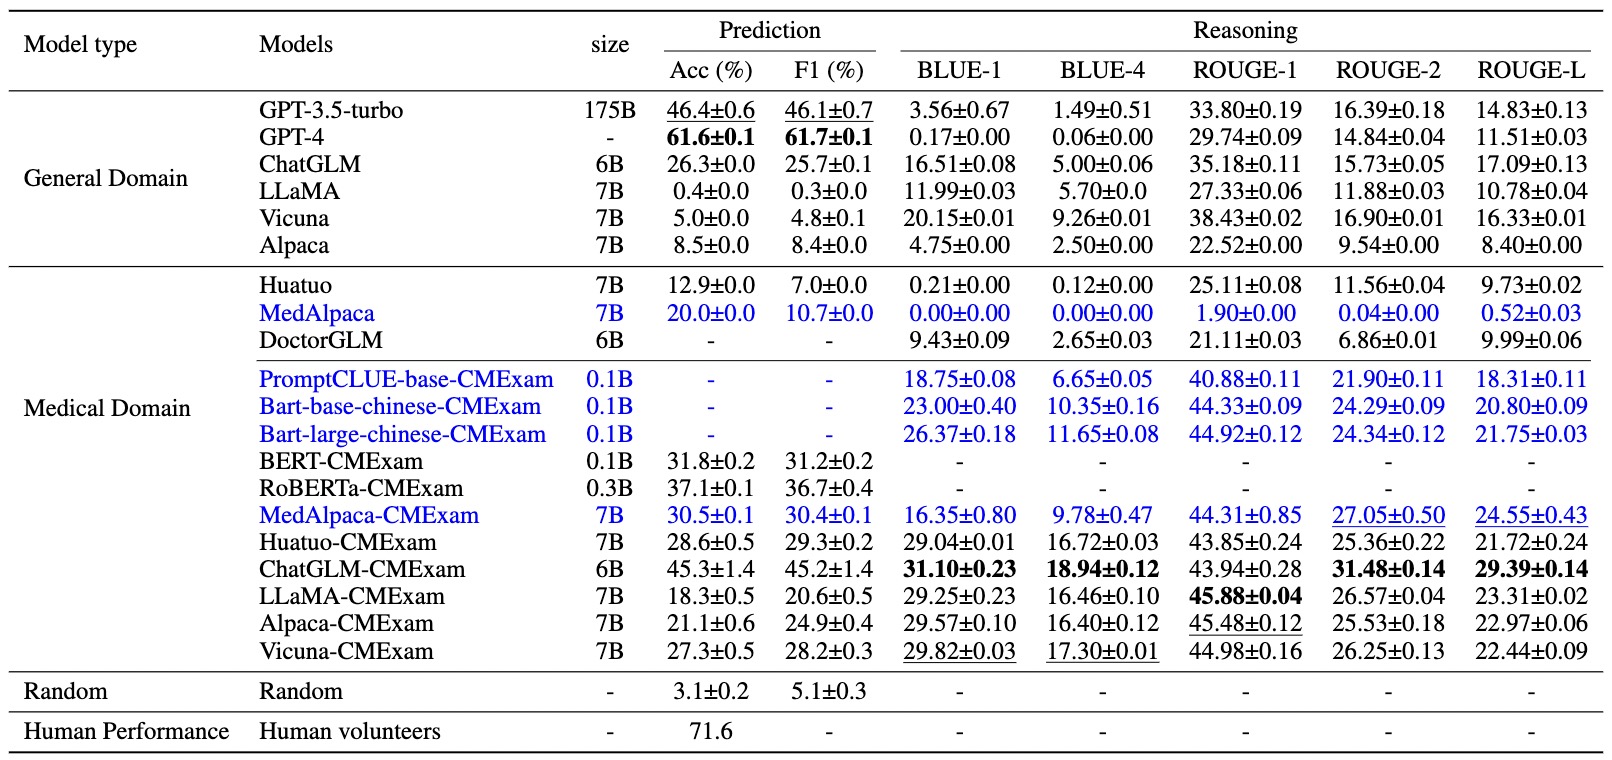 Model type Models size Prediction Reasoning
Acc (%) F1 (%) BLUE-1 BLUE-4 ROUGE-1 ROUGE-2 ROUGE-L
General Domain
GPT-3.5-turbo 175B 46.4±0.6 46.1±0.7 3.56±0.67 1.49±0.51 33.80±0.19 16.39±0.18 14.83±0.13
GPT-4 - 61.6±0.1 61.7±0.1 0.17±0.00 0.06±0.00 29.74±0.09 14.84±0.04 11.51±0.03
ChatGLM 6B 26.3±0.0 25.7±0.1 16.51±0.08 5.00±0.06 35.18±0.11 15.73±0.05 17.09±0.13
LLaMA 7B 0.4±0.0 0.3±0.0 11.99±0.03 5.70±0.0 27.33±0.06 11.88±0.03 10.78±0.04
Vicuna 7B 5.0±0.0 4.8±0.1 20.15±0.01 9.26±0.01 38.43±0.02 16.90±0.01 16.33±0.01
Alpaca 7B 8.5±0.0 8.4±0.0 4.75±0.00 2.50±0.00 22.52±0.00 9.54±0.00 8.40±0.00
Medical Domain
Huatuo 7B 12.9±0.0 7.0±0.0 0.21±0.00 0.12±0.00 25.11±0.08 11.56±0.04 9.73±0.02
MedAlpaca 7B 20.0±0.0 10.7±0.0 0.00±0.00 0.00±0.00 1.90±0.00 0.04±0.00 0.52±0.03
DoctorGLM 6B - - 9.43±0.09 2.65±0.03 21.11±0.03 6.86±0.01 9.99±0.06
PromptCLUE-base-CMExam 0.1B - - 18.75±0.08 6.65±0.05 40.88±0.11 21.90±0.11 18.31±0.11
Bart-base-chinese-CMExam 0.1B - - 23.00±0.40 10.35±0.16 44.33±0.09 24.29±0.09 20.80±0.09
Bart-large-chinese-CMExam 0.1B - - 26.37±0.18 11.65±0.08 44.92±0.12 24.34±0.12 21.75±0.03
BERT-CMExam 0.1B 31.8±0.2 31.2±0.2 - - - - -
RoBERTa-CMExam 0.3B 37.1±0.1 36.7±0.4 - - - - -
MedAlpaca-CMExam 7B 30.5±0.1 30.4±0.1 16.35±0.80 9.78±0.47 44.31±0.85 27.05±0.50 24.55±0.43
Huatuo-CMExam 7B 28.6±0.5 29.3±0.2 29.04±0.01 16.72±0.03 43.85±0.24 25.36±0.22 21.72±0.24
ChatGLM-CMExam 6B 45.3±1.4 45.2±1.4 31.10±0.23 18.94±0.12 43.94±0.28 31.48±0.14 29.39±0.14
LLaMA-CMExam 7B 18.3±0.5 20.6±0.5 29.25±0.23 16.46±0.10 45.88±0.04 26.57±0.04 23.31±0.02
Alpaca-CMExam 7B 21.1±0.6 24.9±0.4 29.57±0.10 16.40±0.12 45.48±0.12 25.53±0.18 22.97±0.06
Vicuna-CMExam 7B 27.3±0.5 28.2±0.3 29.82±0.03 17.30±0.01 44.98±0.16 26.25±0.13 22.44±0.09
Random Random - 3.1±0.2 5.1±0.3 - - - - -
Human Performance Human volunteers - 71.6 - - - - - -